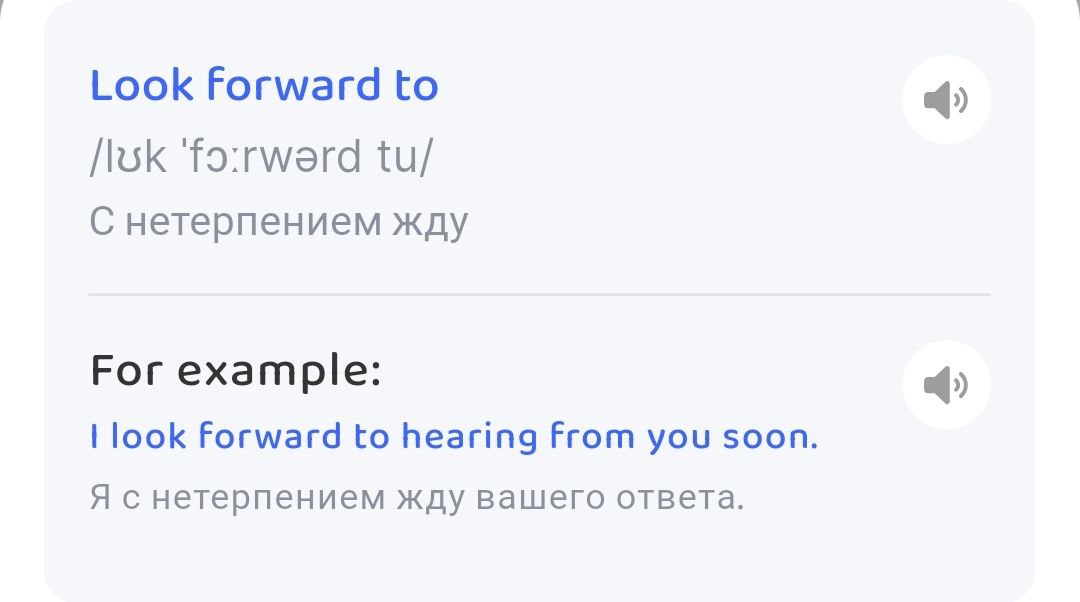 Look forward to
/lʊk ˈfɔːrwərd tu/
С нетерпением жду
For example:
I look forward to hearing from you soon.
Я с нетерпением жду вашего ответа.